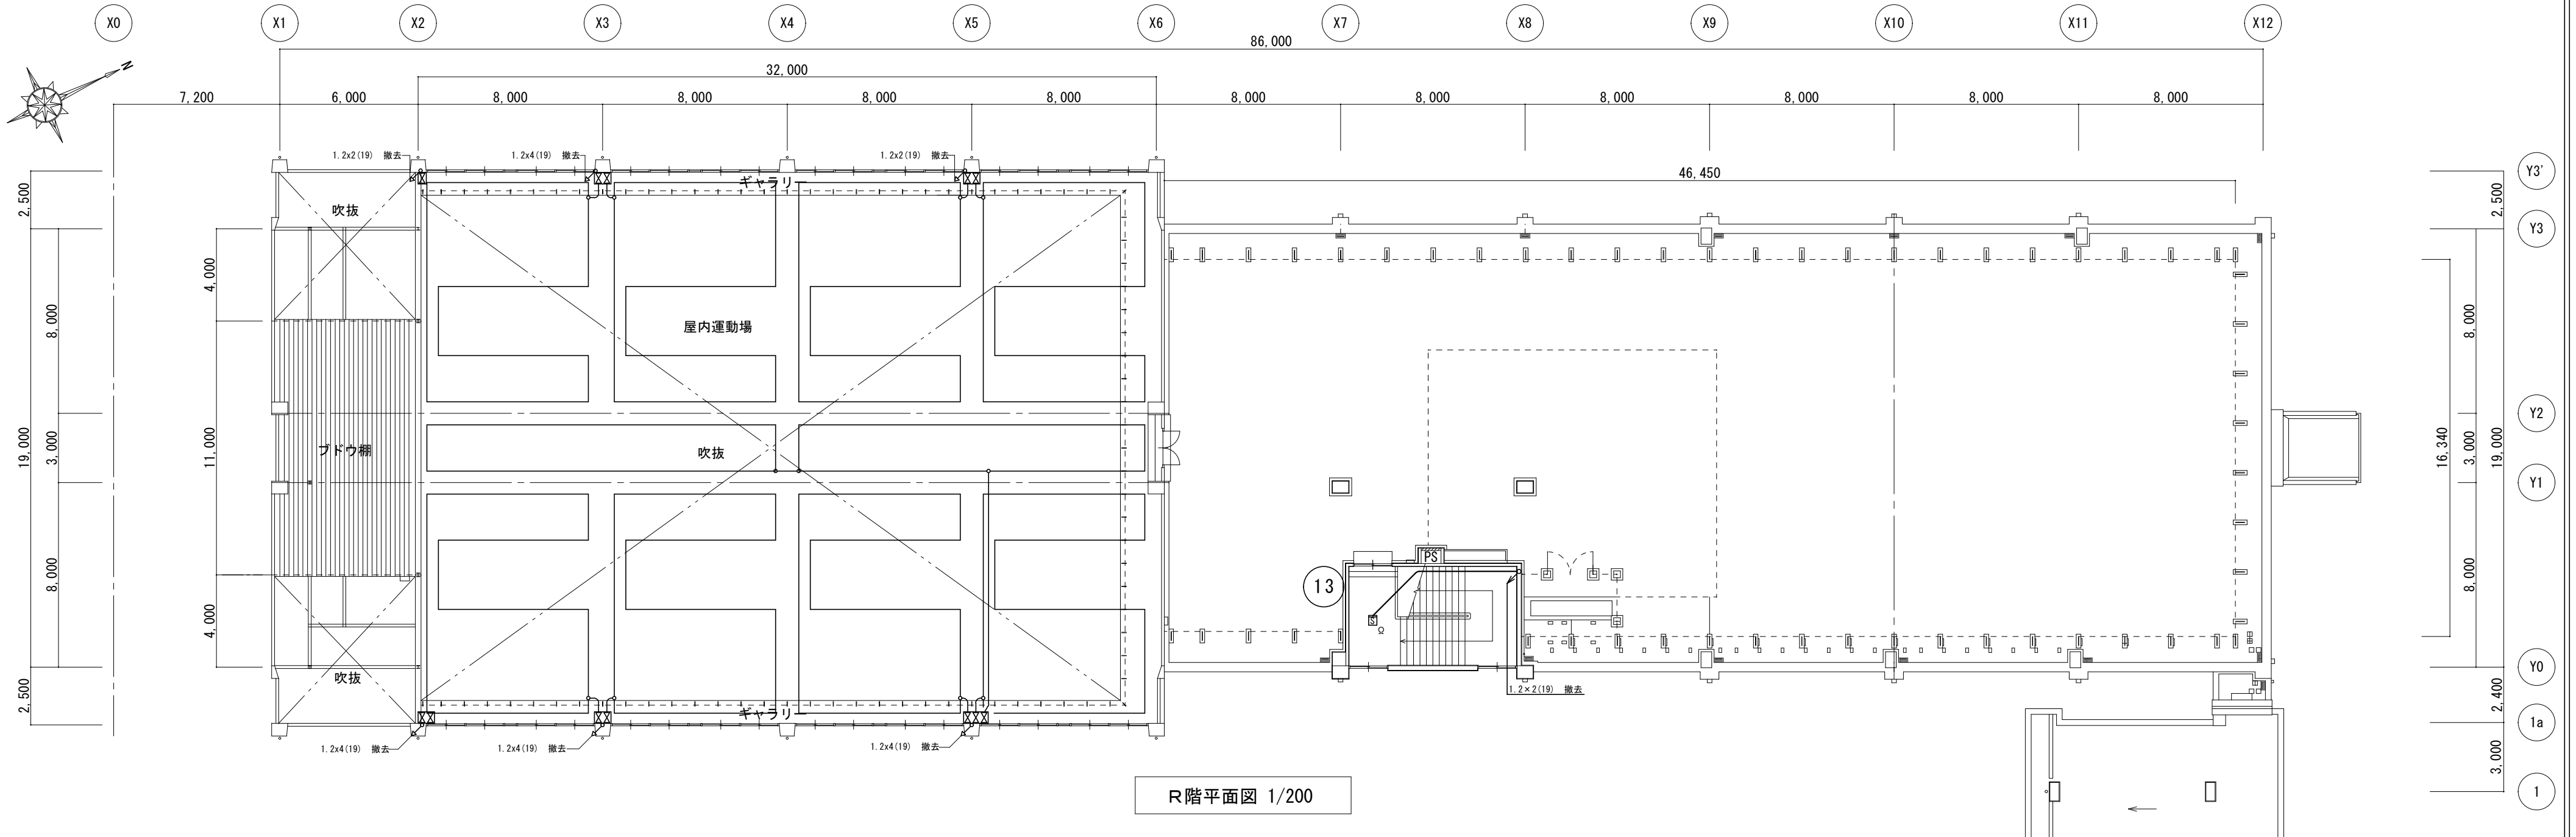 X0 X1 X2 X3 X4 X5 X6 X7 X8 X9 X10 X11 X12
86,000
N
32,000
7,200 6,000 8,000 8,000 8,000 8,000 8,000 8,000 8,000 8,000 8,000 8,000
1.2x2(19) 撤去 1.2x4(19) 撤去 1.2x2(19) 撤去
Y3'
46,450
ギャラリー
2,500 2,500
吹抜
Y3
4,000
8,000 8,000
屋内運動場
Y2
19,000 3,000 11,000 ブドウ棚 吹抜 16,340 3,000 19,000
Y1
PS
13
8,000 8,000
S
Ω
4,000
Y0
吹抜
2,500 2,400
1.2×2(19) 撤去
ギャラリー
1a
1.2x4(19) 撤去 1.2x4(19) 撤去 1.2x4(19) 撤去
3,000
1
R階平面図 1/200